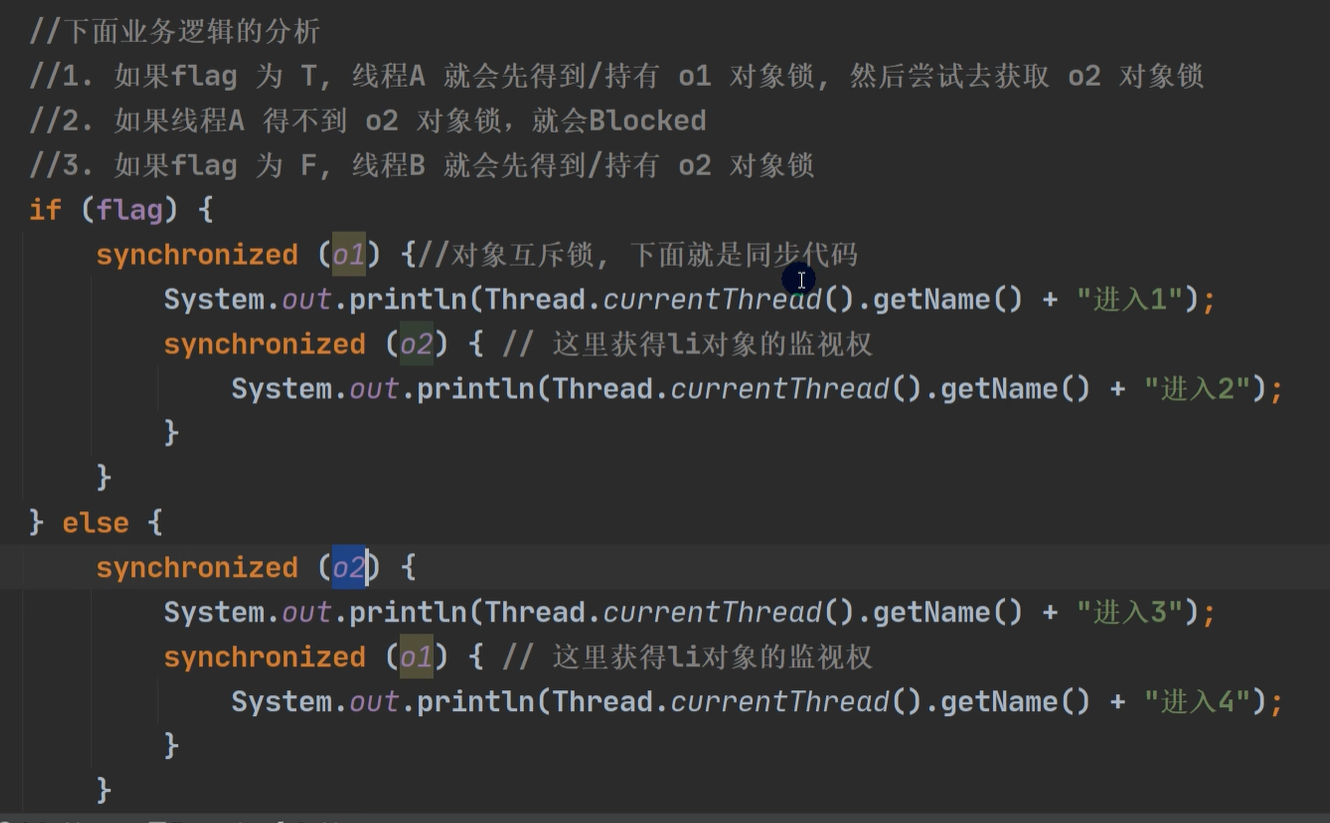 //下面业务逻辑的分析
//1. 如果flag 为 T, 线程A 就会先得到/持有 o1 对象锁, 然后尝试去获取 o2 对象锁
//2. 如果线程A 得不到 o2 对象锁，就会Blocked
//3. 如果flag 为 F, 线程B 就会先得到/持有 o2 对象锁
if (flag) {
    synchronized (o1) {//对象互斥锁, 下面就是同步代码
        System.out.println(Thread.currentThread().getName() + "进入1");
        synchronized (o2) { // 这里获得li对象的监视权
            System.out.println(Thread.currentThread().getName() + "进入2");
        }
    }
} else {
    synchronized (o2) {
        System.out.println(Thread.currentThread().getName() + "进入3");
        synchronized (o1) { // 这里获得li对象的监视权
            System.out.println(Thread.currentThread().getName() + "进入4");
        }
    }